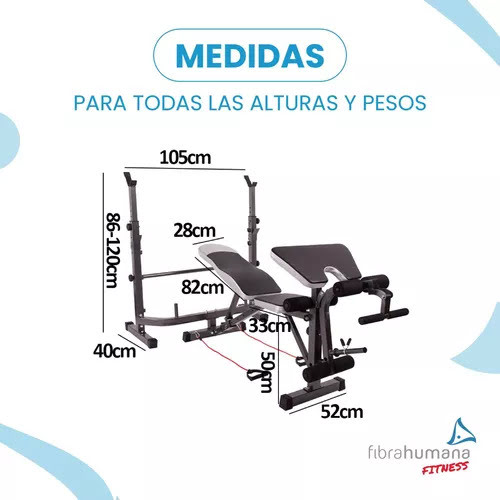 MEDIDAS
PARA TODAS LAS ALTURAS Y PESOS
105cm
86-120cm
28cm
82cm
33cm
40cm
50cm
52cm
fibrahumana
FITNESS